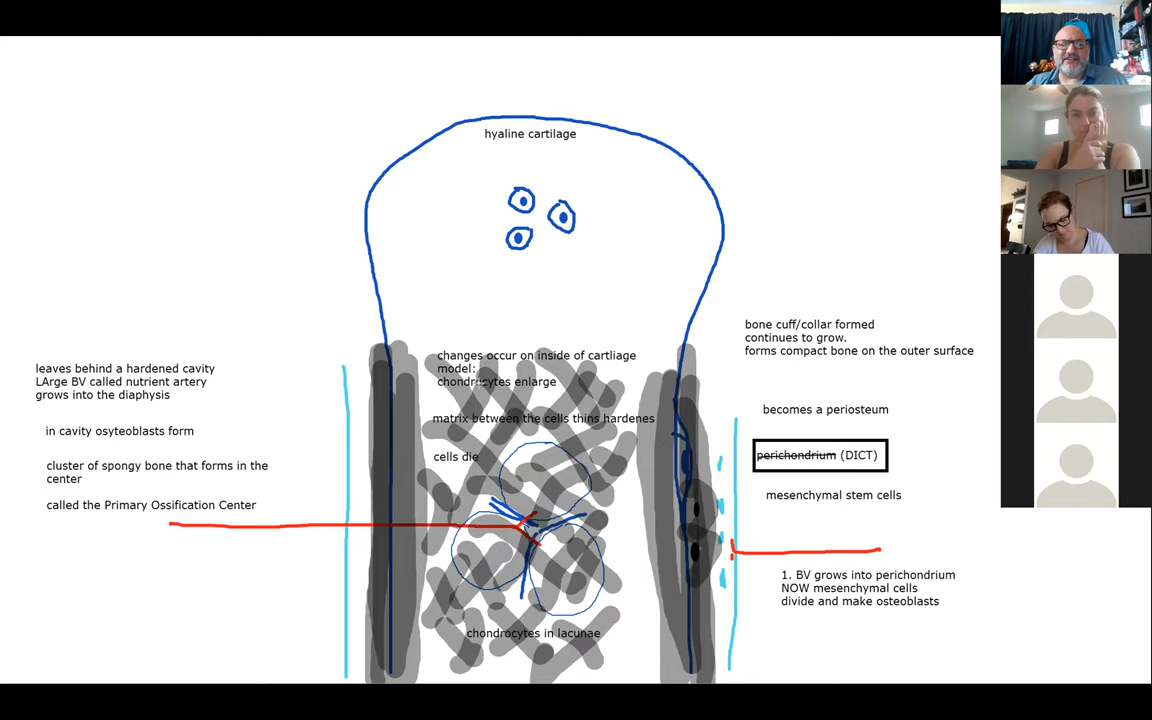 hyaline cartilage
changes occur on inside of cartliage
model:
chondrocytes enlarge
matrix between the cells thins hardenes
cells die
chondrocytes in lacunae
leaves behind a hardened cavity
LArge BV called nutrient artery
grows into the diaphysis
in cavity osyteoblasts form
cluster of spongy bone that forms in the
center
called the Primary Ossification Center
bone cuff/collar formed
continues to grow.
forms compact bone on the outer surface
becomes a periosteum
perichondrium (DICT)
mesenchymal stem cells
1. BV grows into perichondrium
NOW mesenchymal cells
divide and make osteoblasts